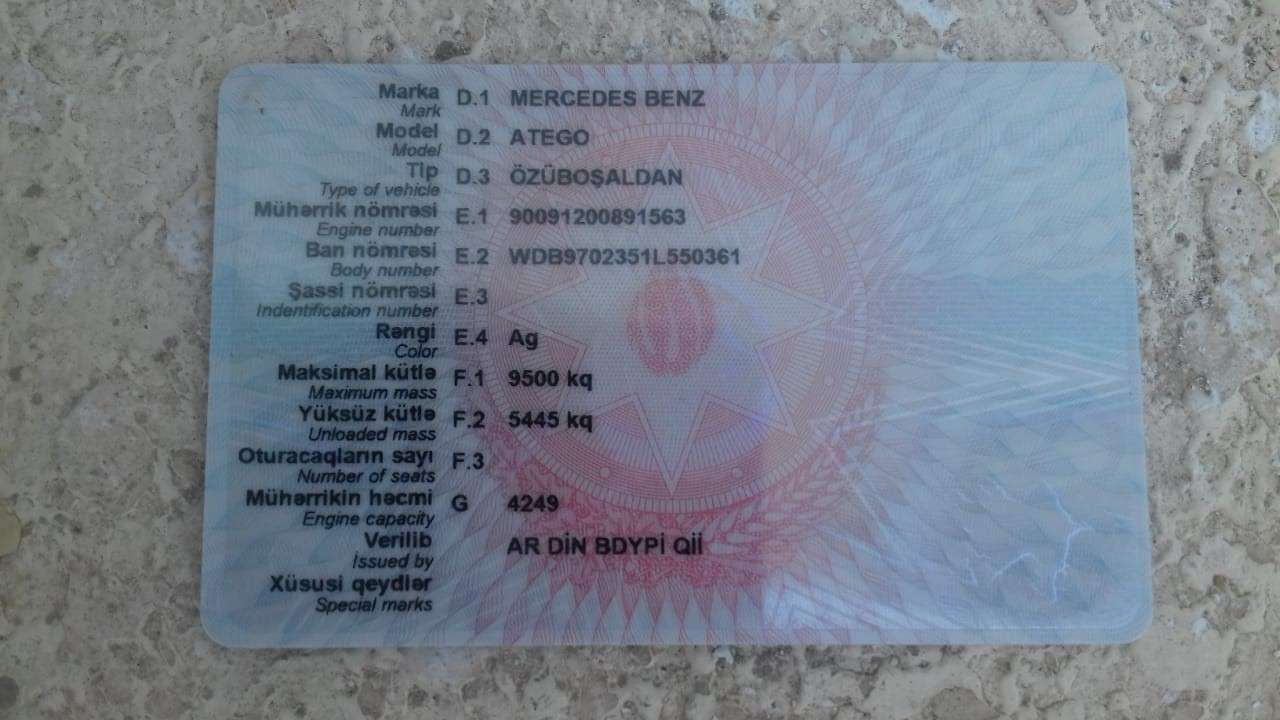 Marka D.1 MERCEDES BENZ
Mark
Model D.2 ATEGO
Model
Tip D.3 ÖZÜBOŞALDAN
Type of vehicle
Mühərrik nömrəsi E.1 90091200891563
Engine number
Ban nömrəsi E.2 WDB9702351L550361
Body number
Şassi nömrəsi E.3
Indentification number
Rəngi E.4 Ag
Color
Maksimal kütlə F.1 9500 kq
Maximum mass
Yüksüz kütlə F.2 5445 kq
Unloaded mass
Oturacaqların sayı F.3
Number of seats
Mühərrikin həcmi G 4249
Engine capacity
Verilib AR DİN BDYPİ Qİİ
İssued by
Xüsusi qeydlər
Special marks